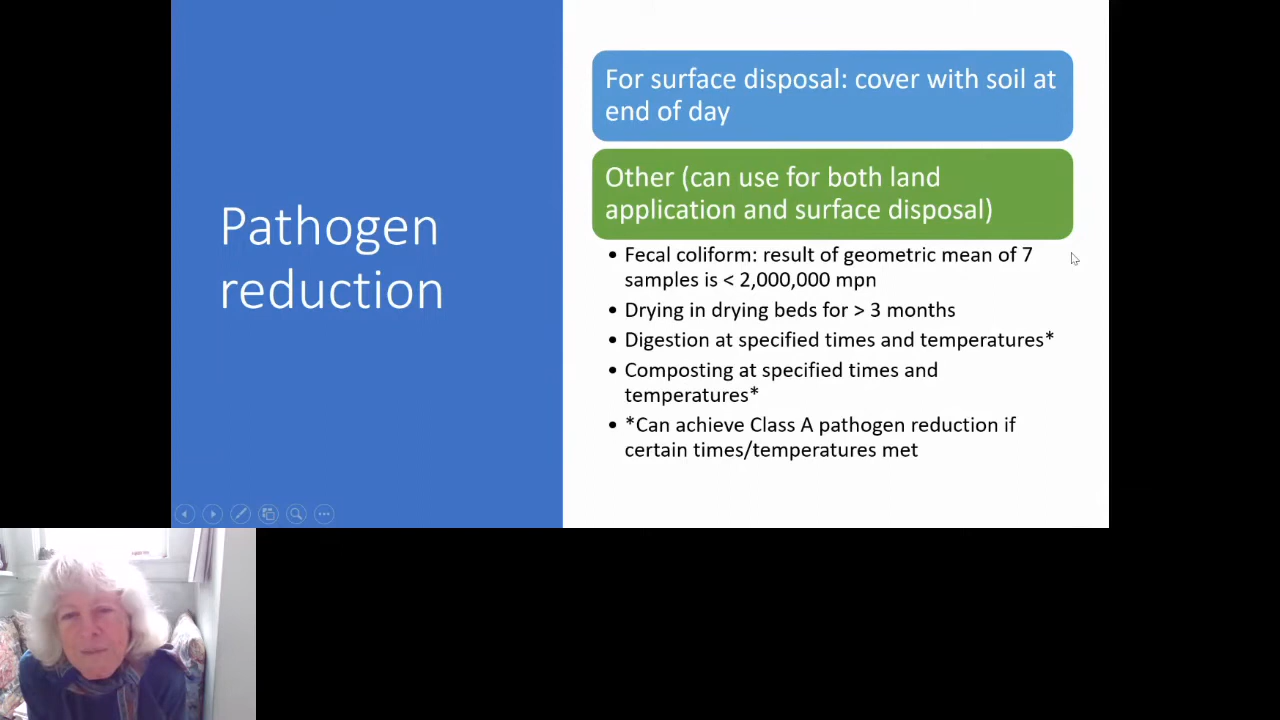 Pathogen
reduction
For surface disposal: cover with soil at
end of day
Other (can use for both land
application and surface disposal)
• Fecal coliform: result of geometric mean of 7
samples is < 2,000,000 mpn
• Drying in drying beds for > 3 months
• Digestion at specified times and temperatures*
• Composting at specified times and
temperatures*
• *Can achieve Class A pathogen reduction if
certain times/temperatures met